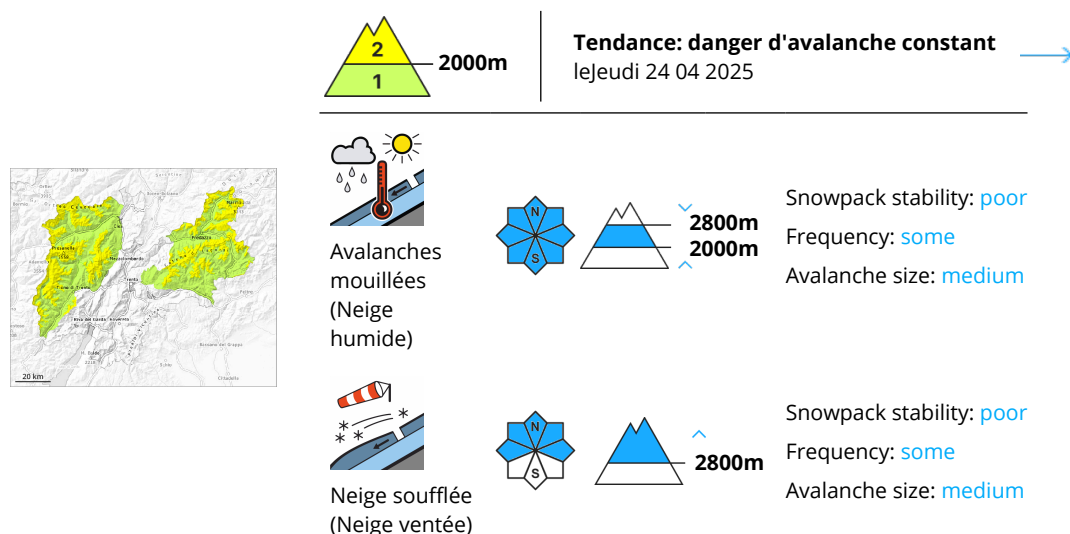 2
1
2000m
Tendance: danger d'avalanche constant
leJeudi 24 04 2025
20 km
Avalanches
mouillées
(Neige
humide)
N
S
2800m
2000m
Snowpack stability: poor
Frequency: some
Avalanche size: medium
Neige soufflée
(Neige ventée)
N
S
2800m
Snowpack stability: poor
Frequency: some
Avalanche size: medium